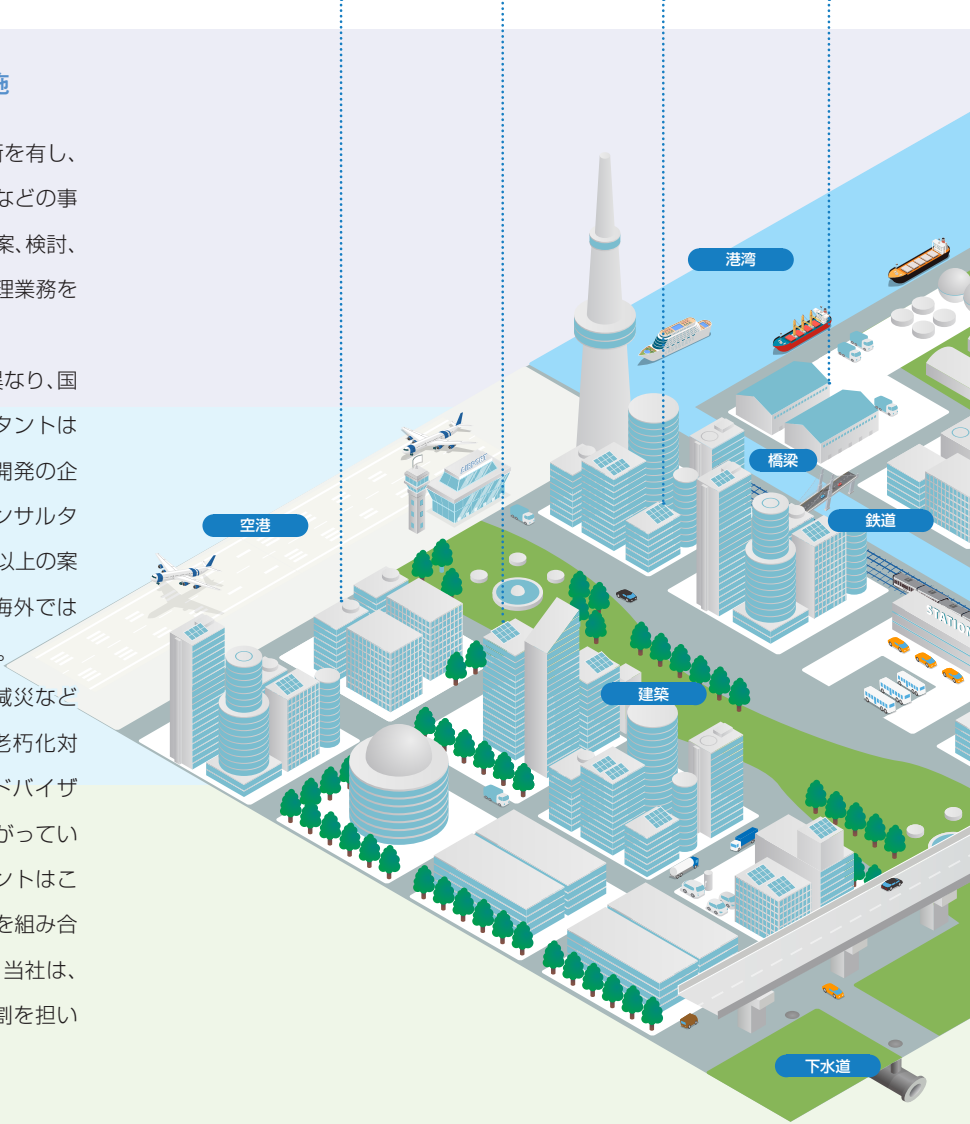 施
術を有し、
などの事
案、検討、
理業務を
異なり、国
タントは
開発の企
ンサルタ
以上の案
海外では
。
減災など
老朽化対
ドバイザ
がってい
ントはこ
を組み合
当社は、
割を担い
港湾
橋梁
鉄道
空港
AIRPORT
STATION
建築
下水道